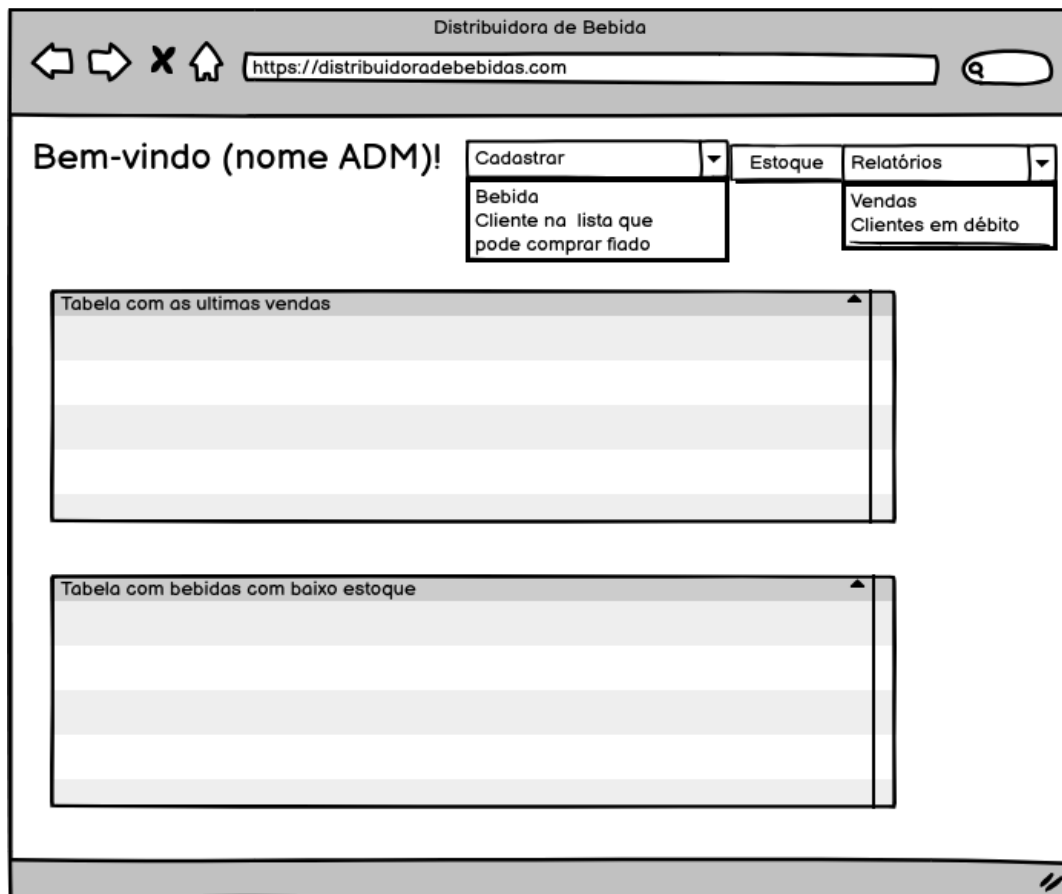 Distribuidora de Bebida
https://distribuidoradebebidas.com
Bem-vindo (nome ADM)!
Cadastrar
Estoque
Relatórios
Bebida
Cliente na lista que
pode comprar fiado
Vendas
Clientes em débito
Tabela com as ultimas vendas
Tabela com bebidas com baixo estoque